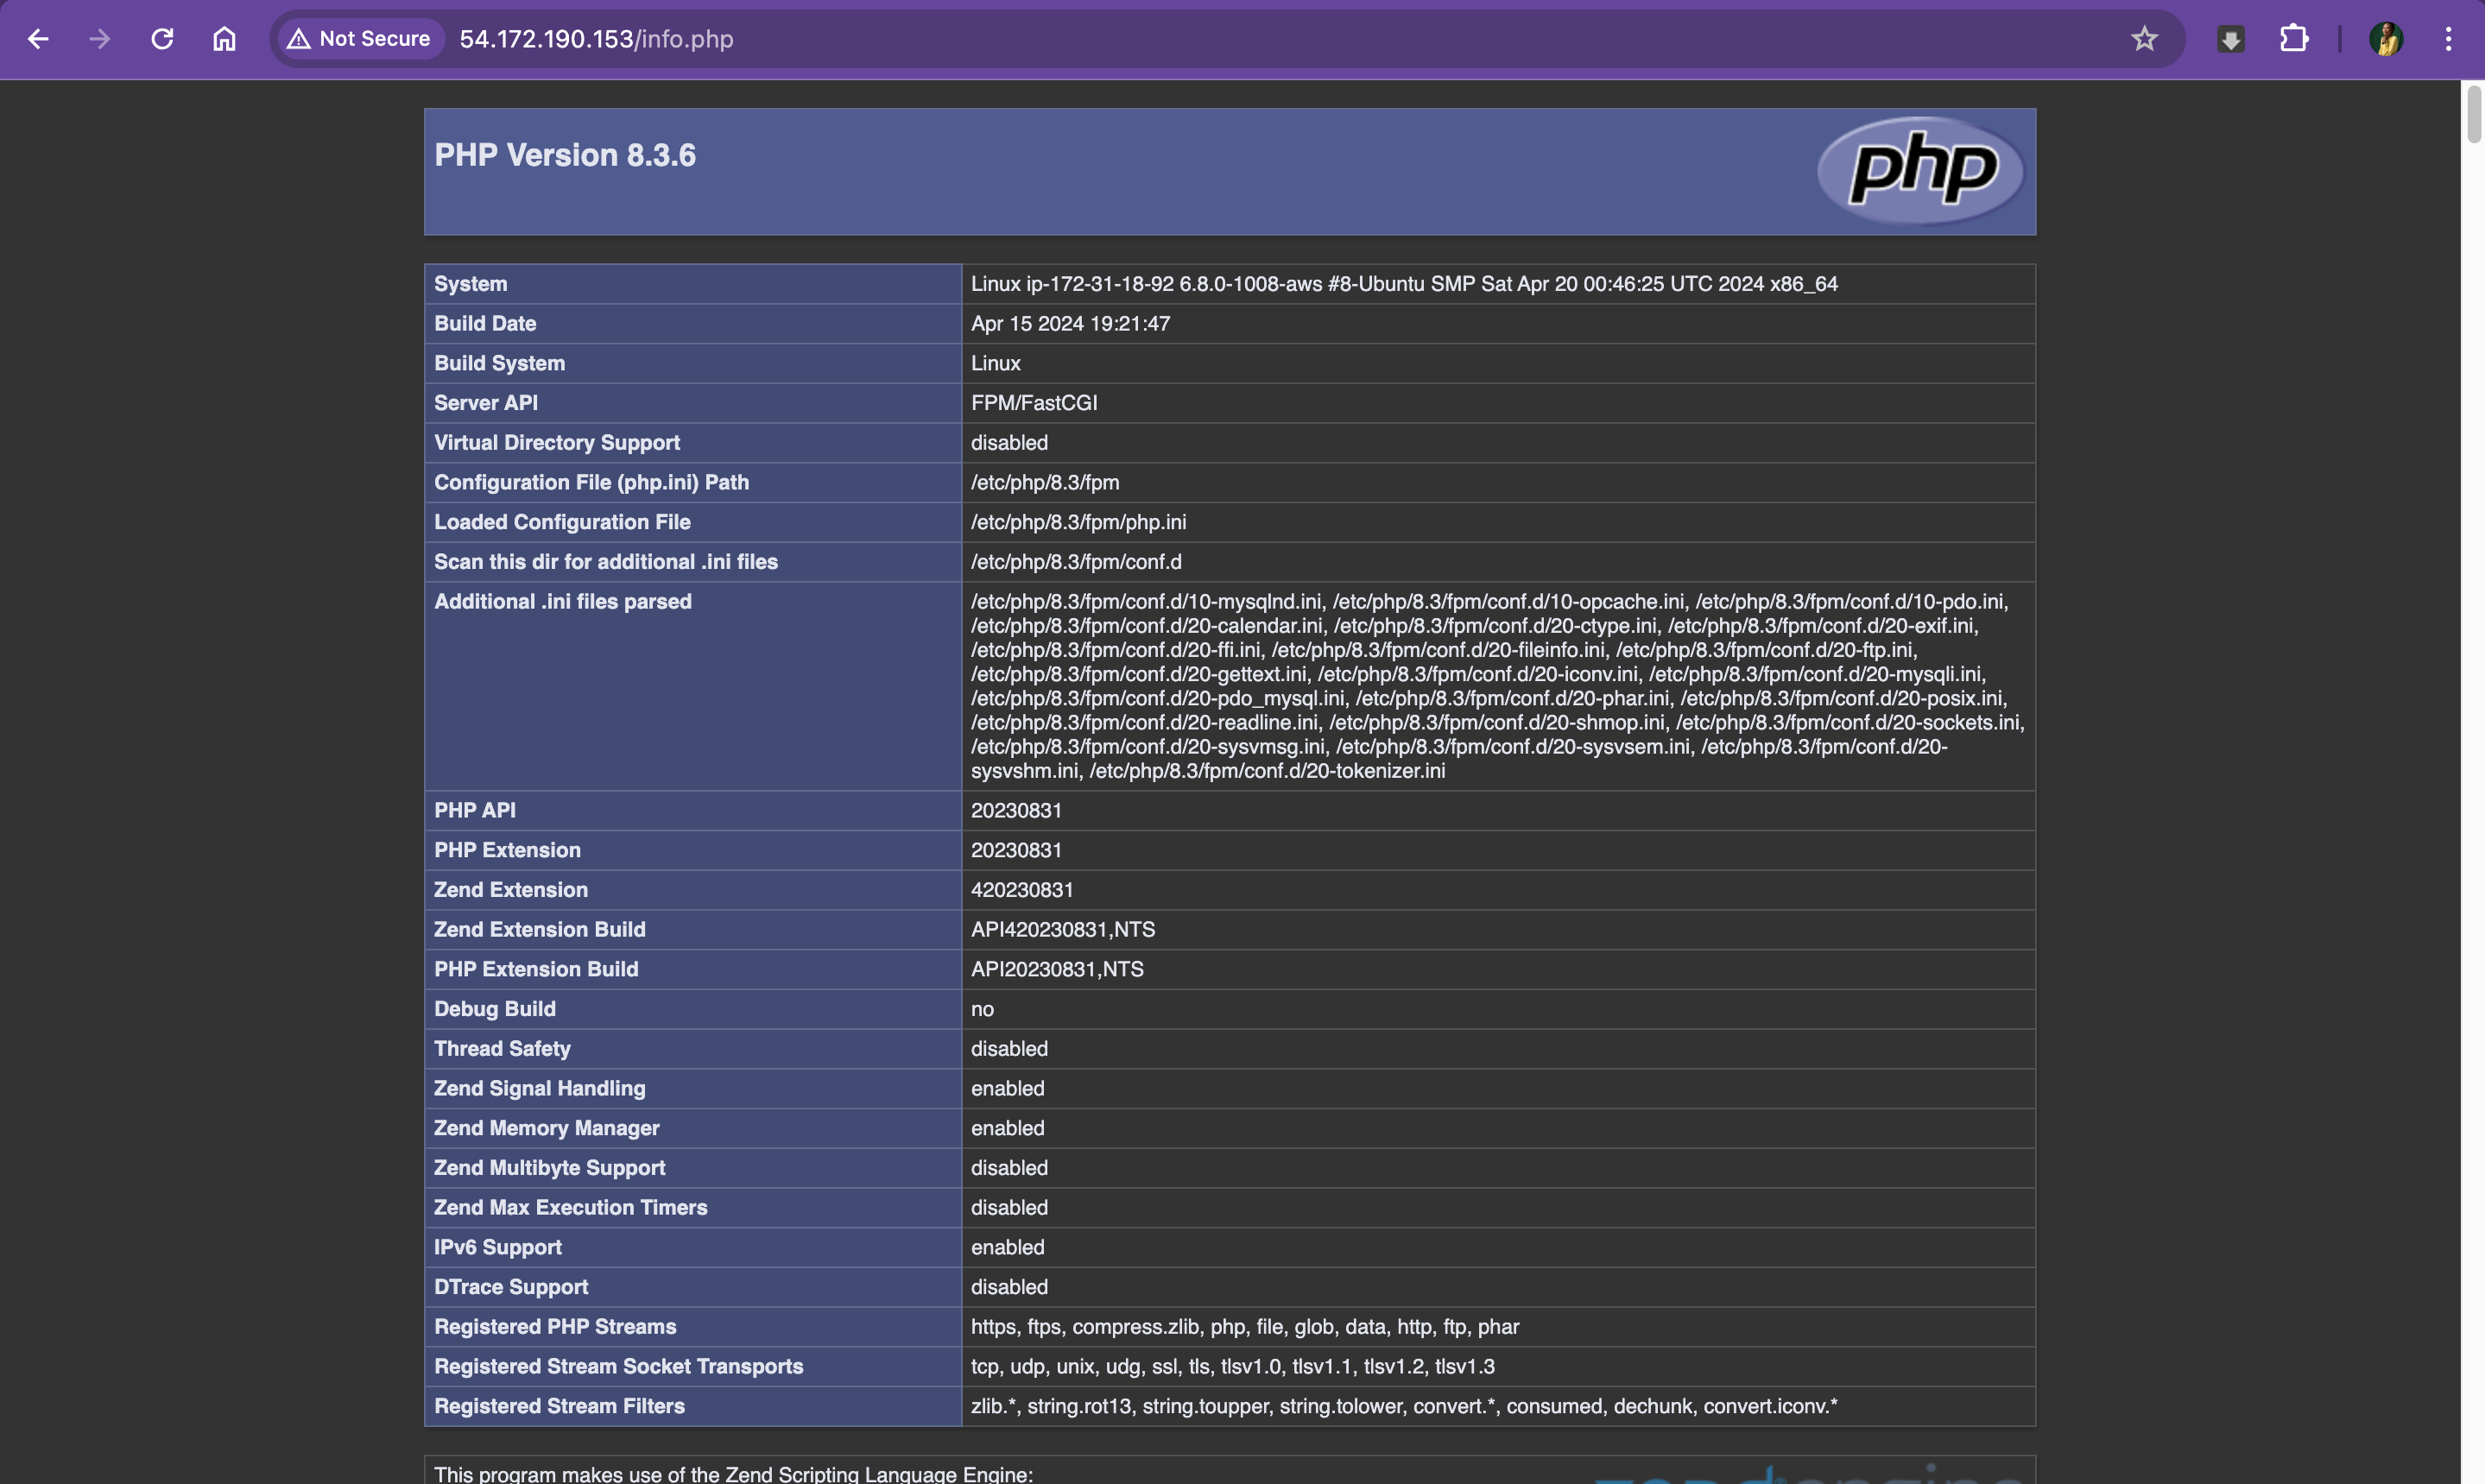 Not Secure 54.172.190.153/info.php
PHP Version 8.3.6
php
System Linux ip-172-31-18-92 6.8.0-1008-aws #8-Ubuntu SMP Sat Apr 20 00:46:25 UTC 2024 x86_64
Build Date Apr 15 2024 19:21:47
Build System Linux
Server API FPM/FastCGI
Virtual Directory Support disabled
Configuration File (php.ini) Path /etc/php/8.3/fpm
Loaded Configuration File /etc/php/8.3/fpm/php.ini
Scan this dir for additional .ini files /etc/php/8.3/fpm/conf.d
Additional .ini files parsed /etc/php/8.3/fpm/conf.d/10-mysqlnd.ini, /etc/php/8.3/fpm/conf.d/10-opcache.ini, /etc/php/8.3/fpm/conf.d/10-pdo.ini,
/etc/php/8.3/fpm/conf.d/20-calendar.ini, /etc/php/8.3/fpm/conf.d/20-ctype.ini, /etc/php/8.3/fpm/conf.d/20-exif.ini,
/etc/php/8.3/fpm/conf.d/20-ffi.ini, /etc/php/8.3/fpm/conf.d/20-fileinfo.ini, /etc/php/8.3/fpm/conf.d/20-ftp.ini,
/etc/php/8.3/fpm/conf.d/20-gettext.ini, /etc/php/8.3/fpm/conf.d/20-iconv.ini, /etc/php/8.3/fpm/conf.d/20-mysqli.ini,
/etc/php/8.3/fpm/conf.d/20-pdo_mysql.ini, /etc/php/8.3/fpm/conf.d/20-phar.ini, /etc/php/8.3/fpm/conf.d/20-posix.ini,
/etc/php/8.3/fpm/conf.d/20-readline.ini, /etc/php/8.3/fpm/conf.d/20-shmop.ini, /etc/php/8.3/fpm/conf.d/20-sockets.ini,
/etc/php/8.3/fpm/conf.d/20-sysvmsg.ini, /etc/php/8.3/fpm/conf.d/20-sysvsem.ini, /etc/php/8.3/fpm/conf.d/20-
sysvshm.ini, /etc/php/8.3/fpm/conf.d/20-tokenizer.ini
PHP API 20230831
PHP Extension 20230831
Zend Extension 420230831
Zend Extension Build API420230831,NTS
PHP Extension Build API20230831,NTS
Debug Build no
Thread Safety disabled
Zend Signal Handling enabled
Zend Memory Manager enabled
Zend Multibyte Support disabled
Zend Max Execution Timers disabled
IPv6 Support enabled
DTrace Support disabled
Registered PHP Streams https, ftps, compress.zlib, php, file, glob, data, http, ftp, phar
Registered Stream Socket Transports tcp, udp, unix, udg, ssl, tls, tlsv1.0, tlsv1.1, tlsv1.2, tlsv1.3
Registered Stream Filters zlib.*, string.rot13, string.toupper, string.tolower, convert.*, consumed, dechunk, convert.iconv.*
This program makes use of the Zend Scripting Language Engine: